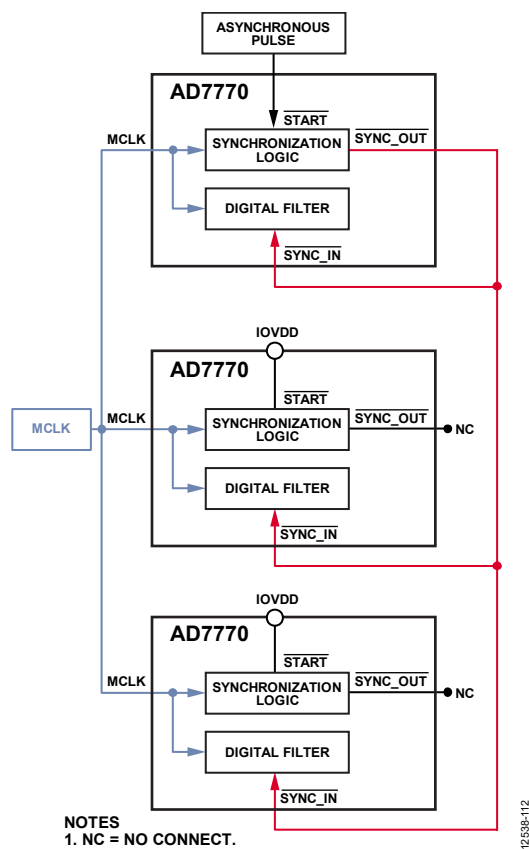 ASYNCHRONOUS
PULSE
AD7770
START
MCLK
SYNCHRONIZATION
LOGIC
SYNC_OUT
DIGITAL FILTER
SYNC_IN
IOVDD
AD7770
START
MCLK
MCLK
SYNCHRONIZATION
LOGIC
SYNC_OUT
NC
DIGITAL FILTER
SYNC_IN
IOVDD
AD7770
START
MCLK
SYNCHRONIZATION
LOGIC
SYNC_OUT
NC
DIGITAL FILTER
SYNC_IN
NOTES
1. NC = NO CONNECT.
12538-112